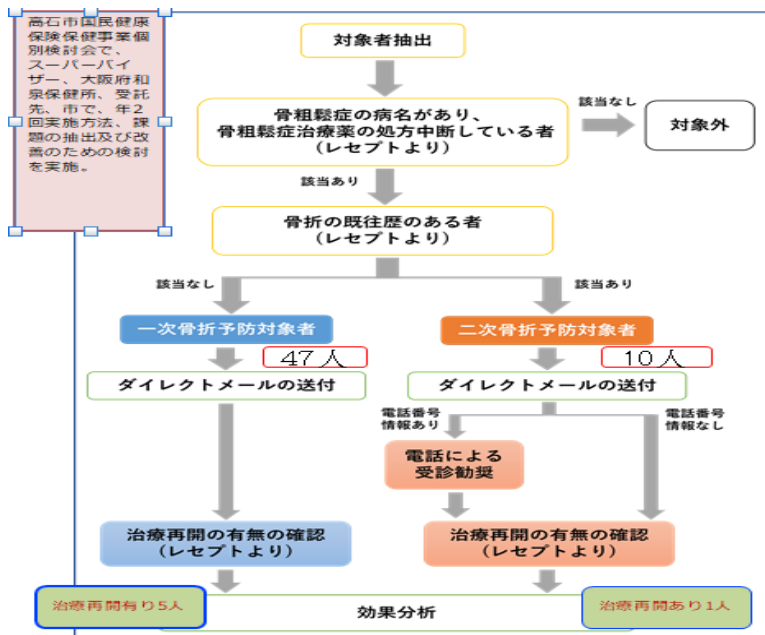 高石市国民健康
保険保健事業個
別検討会で、
スーパーバイ
ザー、大阪府和
泉保健所、受託
先、市で、年2
回実施方法、課
題の抽出及び改
善のための検討
を実施。
対象者抽出
骨粗鬆症の病名があり、
骨粗鬆症治療薬の処方中断している者
(レセプトより)
該当なし
対象外
該当あり
骨折の既往歴のある者
(レセプトより)
該当なし
該当あり
一次骨折予防対象者
二次骨折予防対象者
47人
10人
ダイレクトメールの送付
ダイレクトメールの送付
電話番号
情報あり
電話番号
情報なし
電話による
受診勧奨
治療再開の有無の確認
(レセプトより)
治療再開の有無の確認
(レセプトより)
治療再開有り5人
効果分析
治療再開あり1人